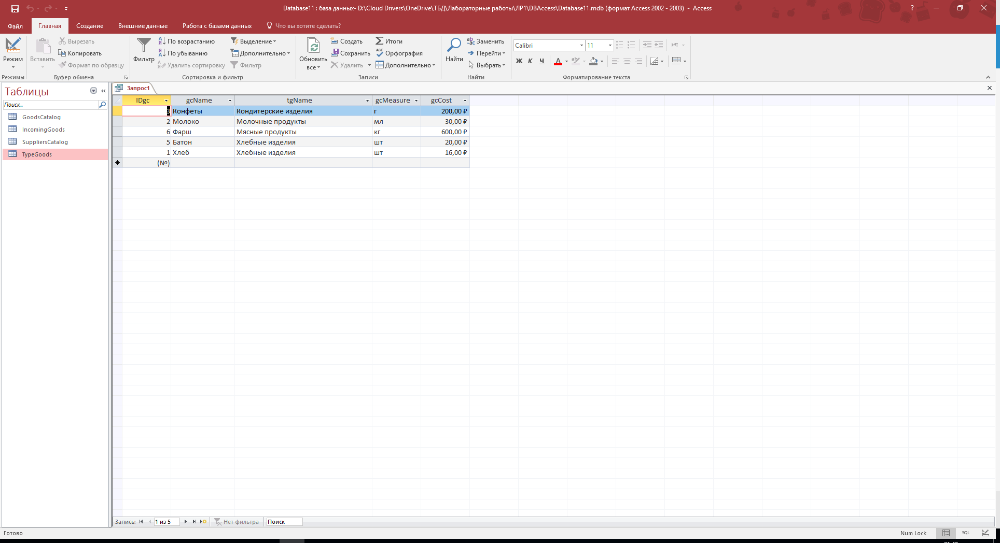 Database11 : база данных- D:\Cloud Drivers\OneDrive\ТБД\Лабораторные работы\ЛР1\DBAccess\Database11.mdb (формат Access 2002 - 2003) - Access
?
Файл Главная Создание Внешние данные Работа с базами данных Что вы хотите сделать?
Режим
Режимы
Вставить
Вырезать
Копировать
Формат по образцу
Буфер обмена
Фильтр
По возрастанию
По убыванию
Удалить сортировку
Выделение
Дополнительно
Фильтр
Сортировка и фильтр
Обновить
все
Создать
Сохранить
Удалить
Итоги
Орфография
Дополнительно
Записи
Найти
Заменить
Перейти
Выбрать
Найти
Calibri 11
Ж К Ч
Форматирование текста
Таблицы
Поиск...
GoodsCatalog
IncomingGoods
SuppliersCatalog
TypeGoods
Запрос1
IDgc gcName tgName gcMeasure gcCost
3 Конфеты Кондитерские изделия г 200,00 ₽
2 Молоко Молочные продукты мл 30,00 ₽
6 Фарш Мясные продукты кг 600,00 ₽
5 Батон Хлебные изделия шт 20,00 ₽
1 Хлеб Хлебные изделия шт 16,00 ₽
(№)
Запись: 1 из 5 Нет фильтра Поиск
Готово
Num Lock SQL